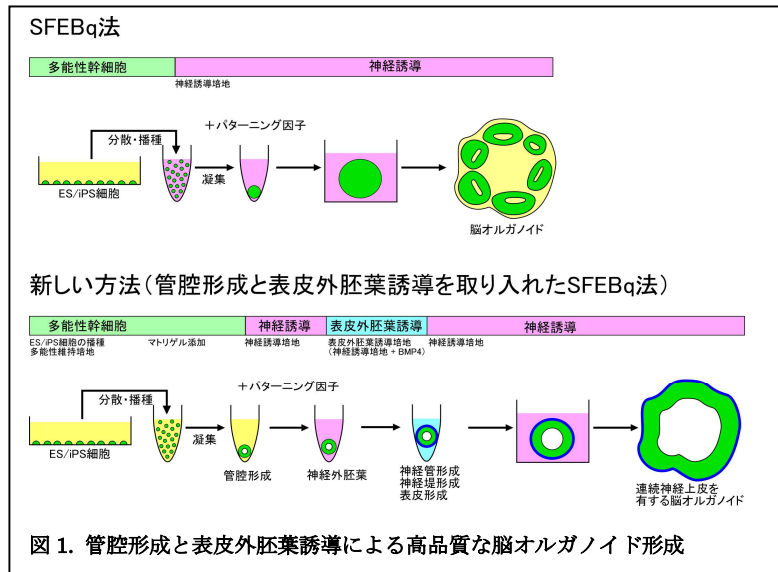 SFEBq法
多能性幹細胞
神経誘導
神経誘導培地
+パターニング因子
分散・播種
凝集
ES/iPS細胞
脳オルガノイド
新しい方法(管腔形成と表皮外胚葉誘導を取り入れたSFEBq法)
多能性幹細胞
神経誘導
表皮外胚葉誘導
神経誘導
ES/iPS細胞の播種
多能性維持培地
マトリゲル添加
神経誘導培地
表皮外胚葉誘導培地
(神経誘導培地 + BMP4)
神経誘導培地
+パターニング因子
分散・播種
凝集
ES/iPS細胞
管腔形成
神経外胚葉
神経管形成
神経堤形成
表皮形成
連続神経上皮を
有する脳オルガノイド
図 1. 管腔形成と表皮外胚葉誘導による高品質な脳オルガノイド形成